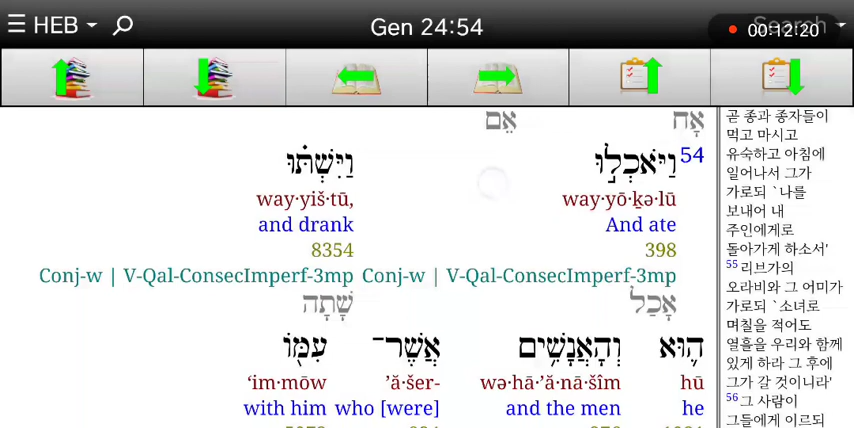 ☰ HEB Gen 24:54 Search
00:12:20
אָח אֵם
54 וַיֹּאכְל֣וּ וַיִּשְׁתּ֗וּ
way·yō·ḵə·lū way·yiš·tū,
And ate and drank
398 8354
Conj-w | V-Qal-ConsecImperf-3mp Conj-w | V-Qal-ConsecImperf-3mp
אָכַל שָׁתָה
ה֛וּא וְהָאֲנָשִׁ֥ים אֲשֶׁר־ עִמּ֖וֹ
hū wə·hā·’ă·nā·šîm ’ă·šer- ‘im·mōw
he and the men who [were] with him
곧 종과 종자들이
먹고 마시고
유숙하고 아침에
일어나서 그가
가로되 `나를
보내어 내
주인에게로
돌아가게 하소서'
55 리브가의
오라비와 그 어미가
가로되 `소녀로
며칠을 적어도
열흘을 우리와 함께
있게 하라 그 후에
그가 갈 것이니라'
56 그 사람이
그들에게 이르되